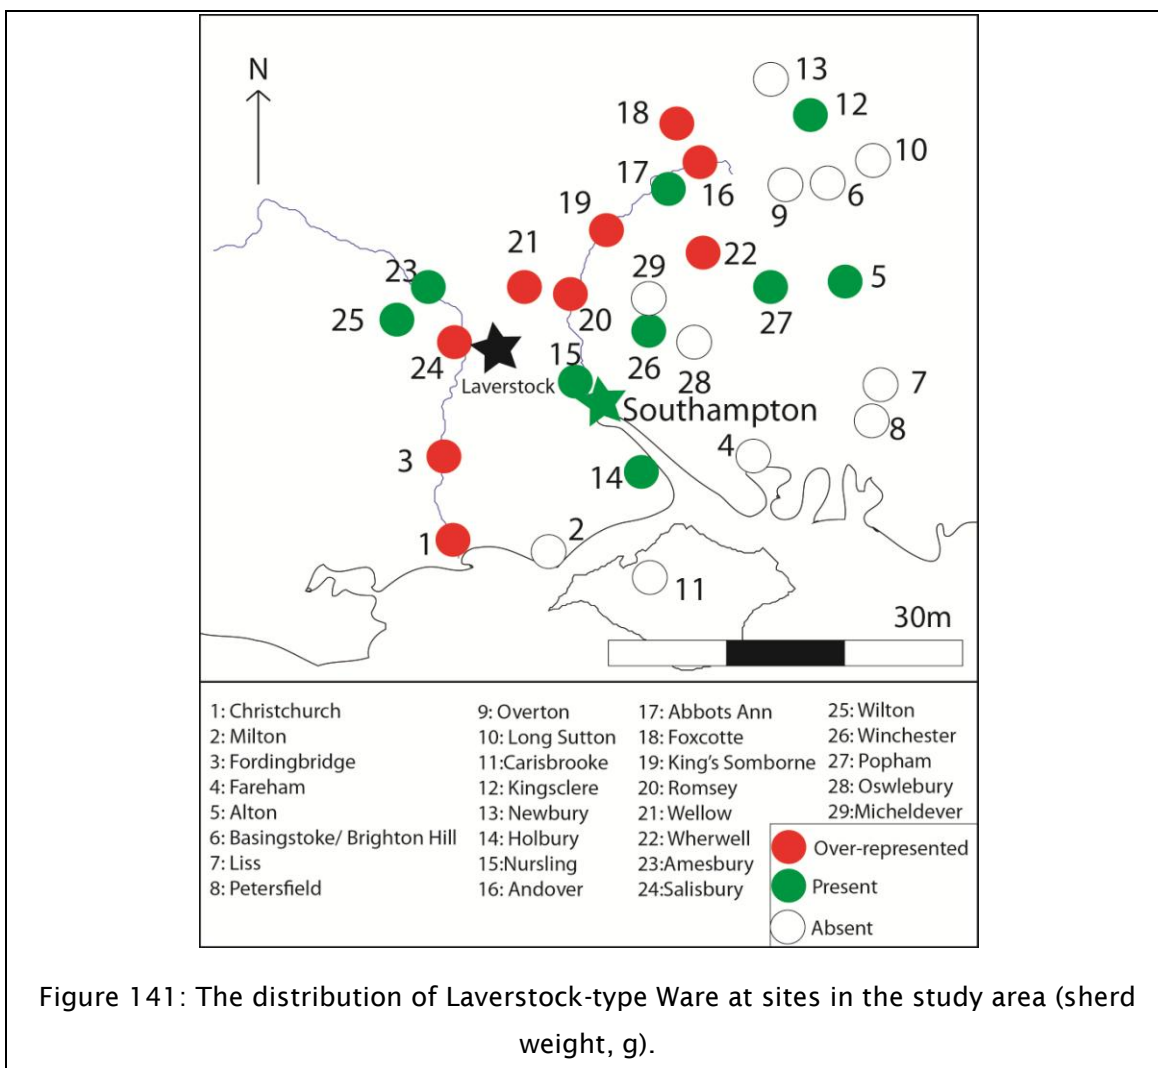 N
13
12
18
10
17
16
9
6
19
21
22
29
23
5
27
25
20
26
28
24
15
Laverstock
7
Southampton
8
4
3
14
2
1
11
30m
1: Christchurch
2: Milton
3: Fordingbridge
4: Fareham
5: Alton
6: Basingstoke/ Brighton Hill
7: Liss
8: Petersfield
9: Overton
10: Long Sutton
11:Carisbrooke
12: Kingsclere
13: Newbury
14: Holbury
15:Nursling
16: Andover
17: Abbots Ann
18: Foxcotte
19: King's Somborne
20: Romsey
21: Wellow
22: Wherwell
23:Amesbury
24:Salisbury
25: Wilton
26: Winchester
27: Popham
28: Oswlebury
29:Micheldever
Over-represented
Present
Absent
Figure 141: The distribution of Laverstock-type Ware at sites in the study area (sherd
weight, g).